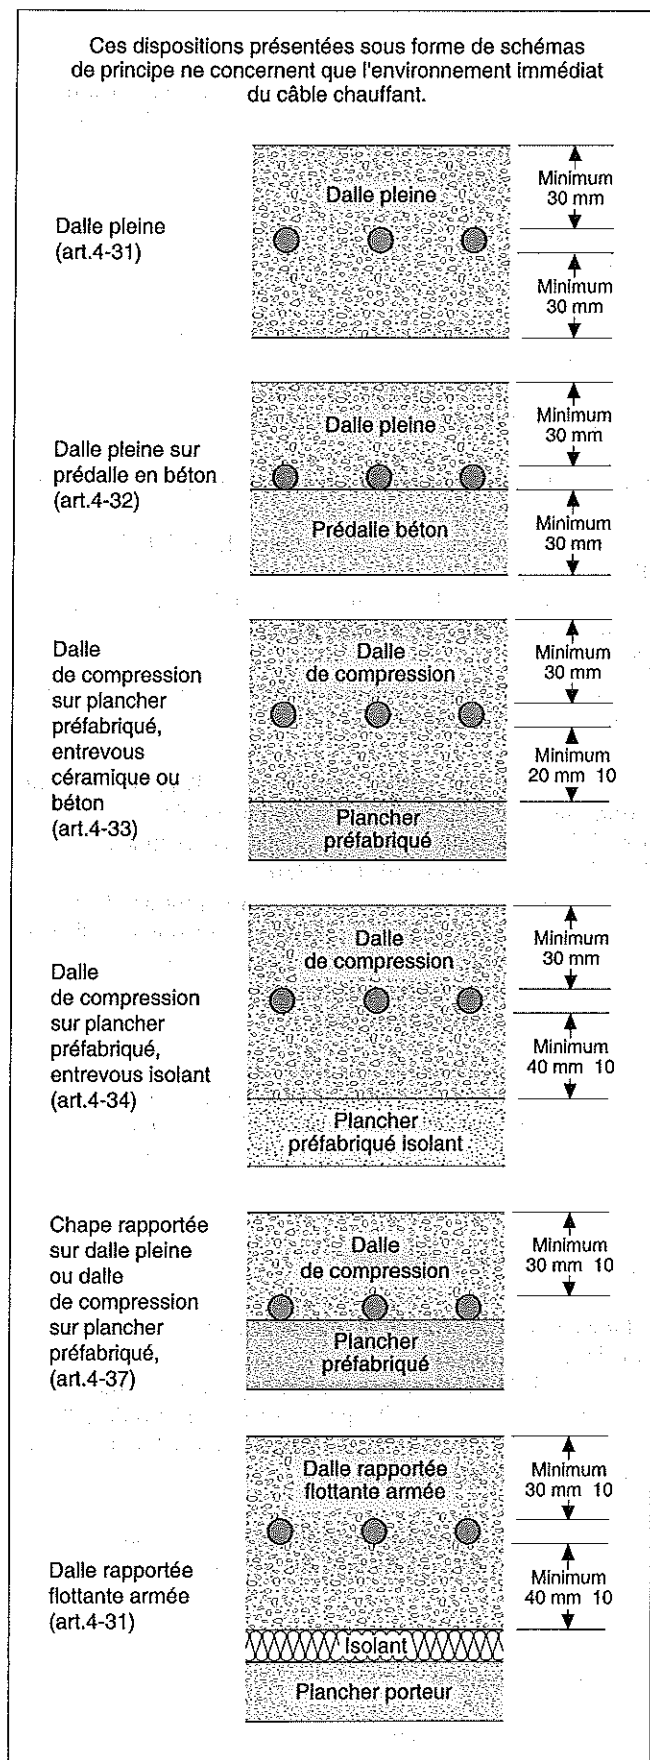 Ces dispositions présentées sous forme de schémas
de principe ne concernent que l'environnement immédiat
du câble chauffant.
Dalle pleine
(art.4-31)
Dalle pleine
Minimum
30 mm
Minimum
30 mm
Dalle pleine sur
prédalle en béton
(art.4-32)
Dalle pleine
Prédalle béton
Minimum
30 mm
Minimum
30 mm
Dalle
de compression
sur plancher
préfabriqué,
entrevous
céramique ou
béton
(art.4-33)
Dalle
de compression
Plancher
préfabriqué
Minimum
30 mm
Minimum
20 mm 10
Dalle
de compression
sur plancher
préfabriqué,
entrevous isolant
(art.4-34)
Dalle
de compression
Plancher
préfabriqué isolant
Minimum
30 mm
Minimum
40 mm 10
Chape rapportée
sur dalle pleine
ou dalle
de compression
sur plancher
préfabriqué,
(art.4-37)
Dalle
de compression
Plancher
préfabriqué
Minimum
30 mm 10
Dalle rapportée
flottante armée
(art.4-31)
Dalle rapportée
flottante armée
Isolant
Plancher porteur
Minimum
30 mm 10
Minimum
40 mm 10